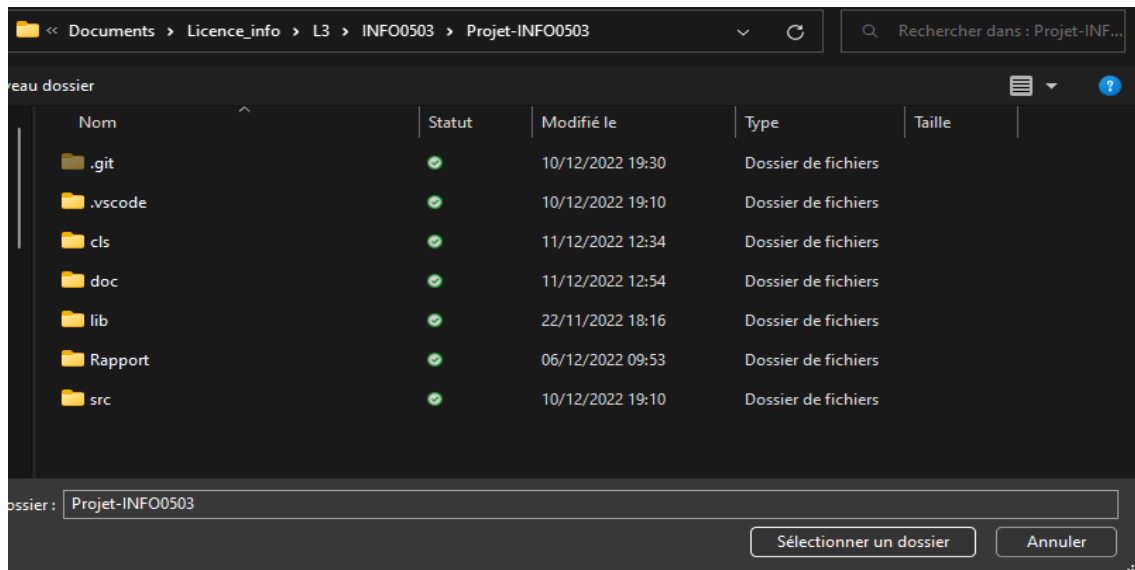 « Documents > Licence_info > L3 > INFO0503 > Projet-INFO0503 Rechercher dans : Projet-INF...
veau dossier
Nom Statut Modifié le Type Taille
.git 10/12/2022 19:30 Dossier de fichiers
.vscode 10/12/2022 19:10 Dossier de fichiers
cls 11/12/2022 12:34 Dossier de fichiers
doc 11/12/2022 12:54 Dossier de fichiers
lib 22/11/2022 18:16 Dossier de fichiers
Rapport 06/12/2022 09:53 Dossier de fichiers
src 10/12/2022 19:10 Dossier de fichiers
ossier : Projet-INFO0503
Sélectionner un dossier Annuler